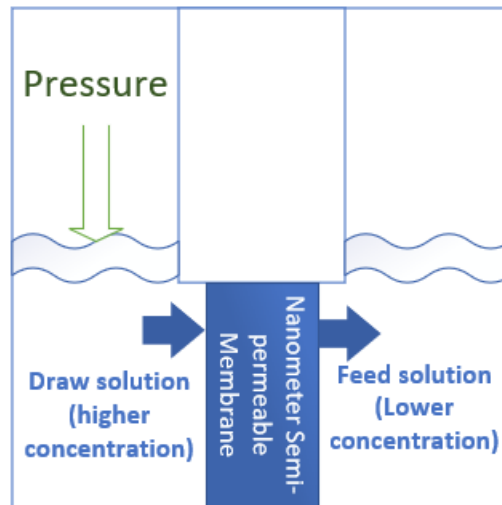 Pressure
Draw solution
(higher
concentration)
Nanometer Semi-
permeable
Membrane
Feed solution
(Lower
concentration)